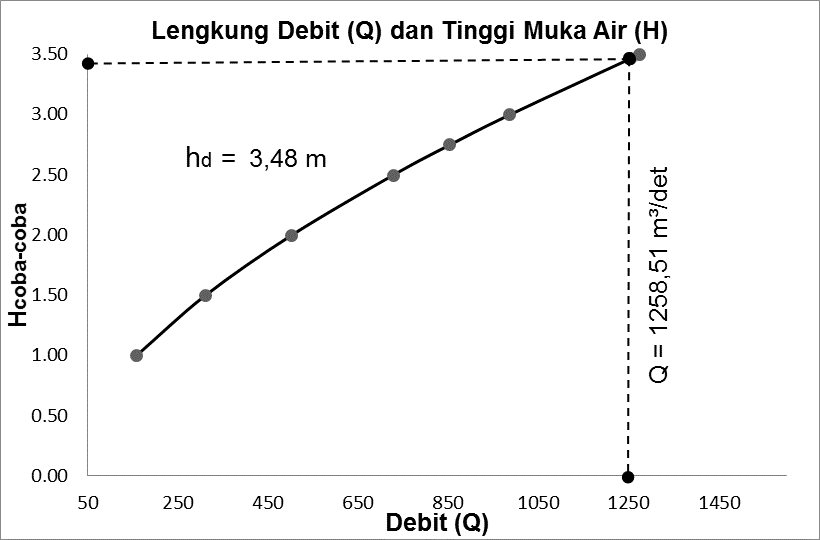 Lengkung Debit (Q) dan Tinggi Muka Air (H)
3.50
3.00
2.50
2.00
1.50
1.00
0.50
0.00
Hcoba-coba
hd = 3,48 m
Q = 1258,51 m³/det
50 250 450 650 850 1050 1250 1450
Debit (Q)